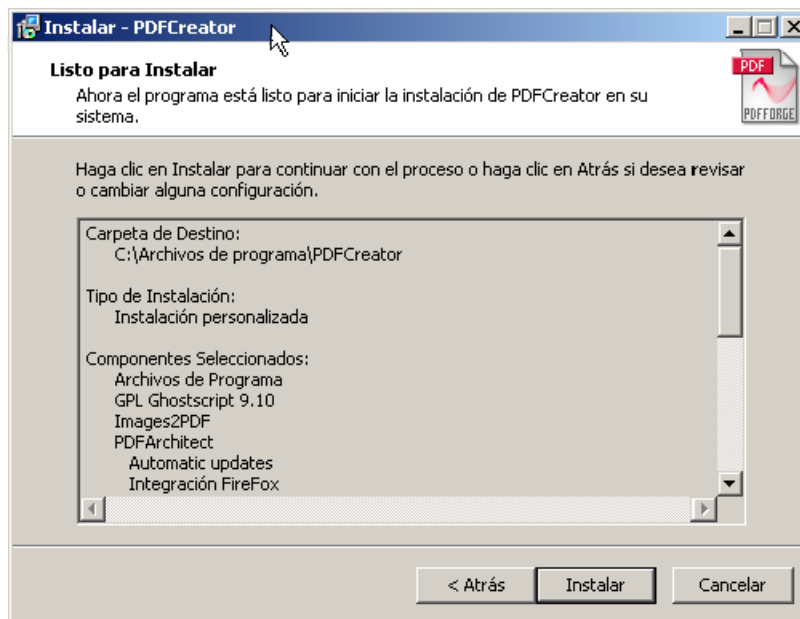 Instalar - PDFCreator
Listo para Instalar
Ahora el programa está listo para iniciar la instalación de PDFCreator en su
sistema.
PDF
PDFFORGE
Haga clic en Instalar para continuar con el proceso o haga clic en Atrás si desea revisar
o cambiar alguna configuración.
Carpeta de Destino:
C:\Archivos de programa\PDFCreator
Tipo de Instalación:
Instalación personalizada
Componentes Seleccionados:
Archivos de Programa
GPL Ghostscript 9.10
Images2PDF
PDFArchitect
Automatic updates
Integración FireFox
< Atrás
Instalar
Cancelar